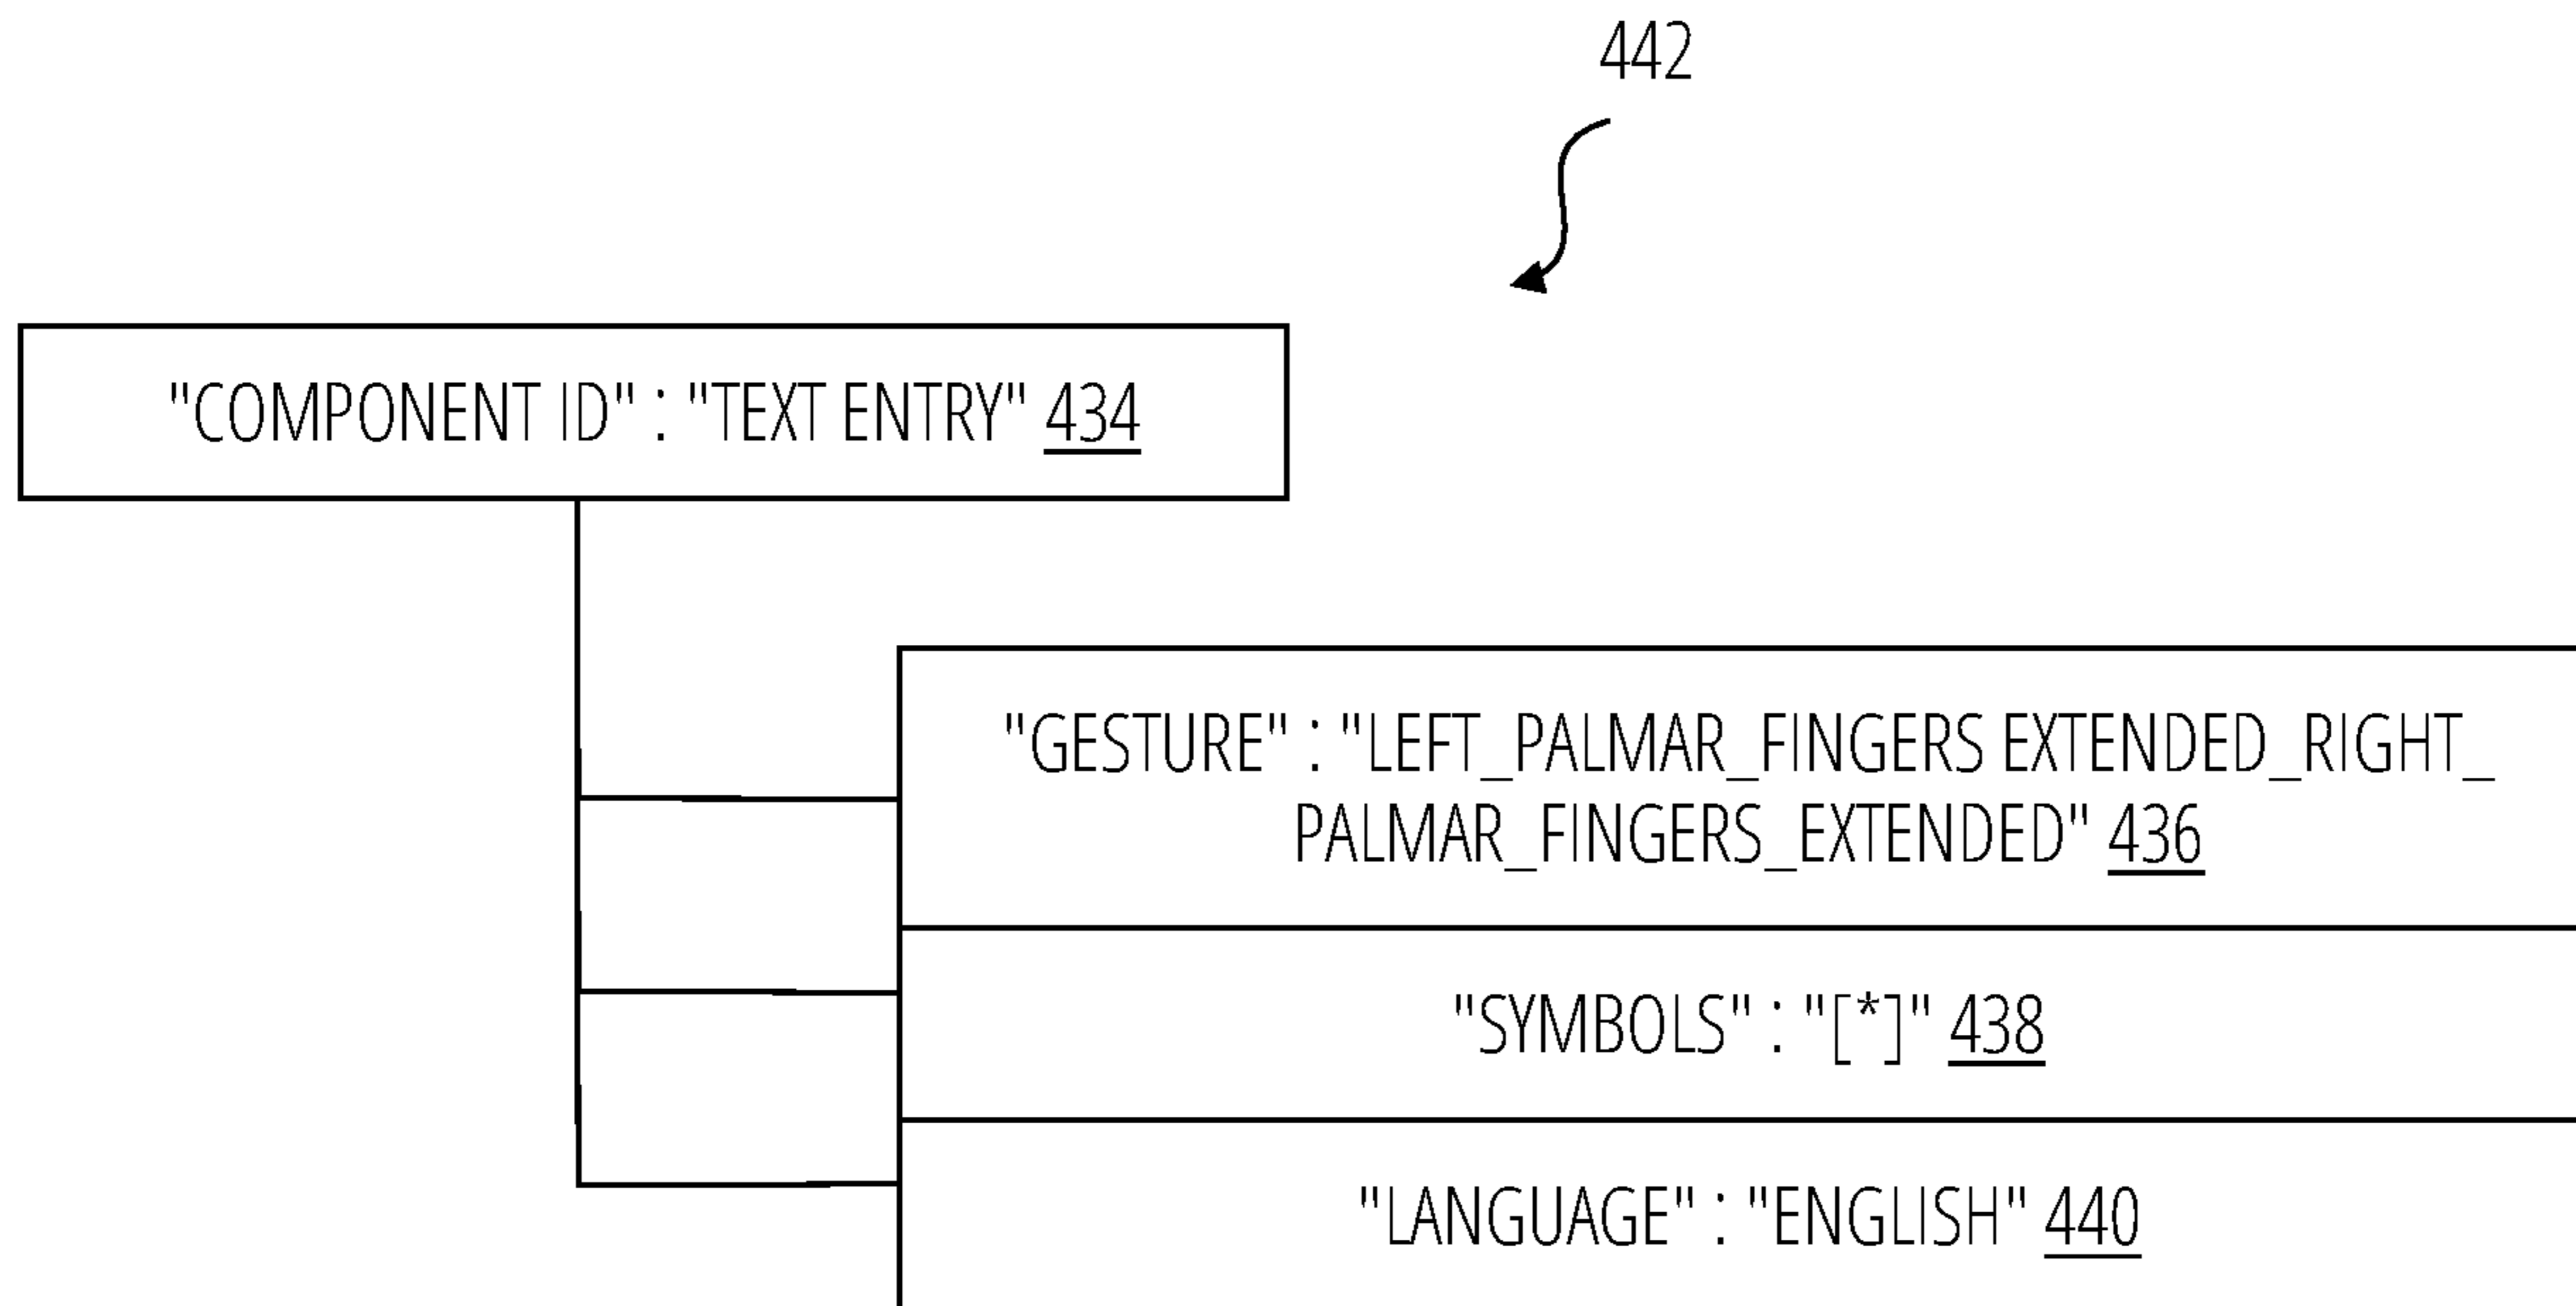 442
"COMPONENT ID" : "TEXT ENTRY" 434
"GESTURE" : "LEFT_PALMAR_FINGERS EXTENDED_RIGHT_
PALMAR_FINGERS_EXTENDED" 436
"SYMBOLS" : "[*]" 438
"LANGUAGE" : "ENGLISH" 440